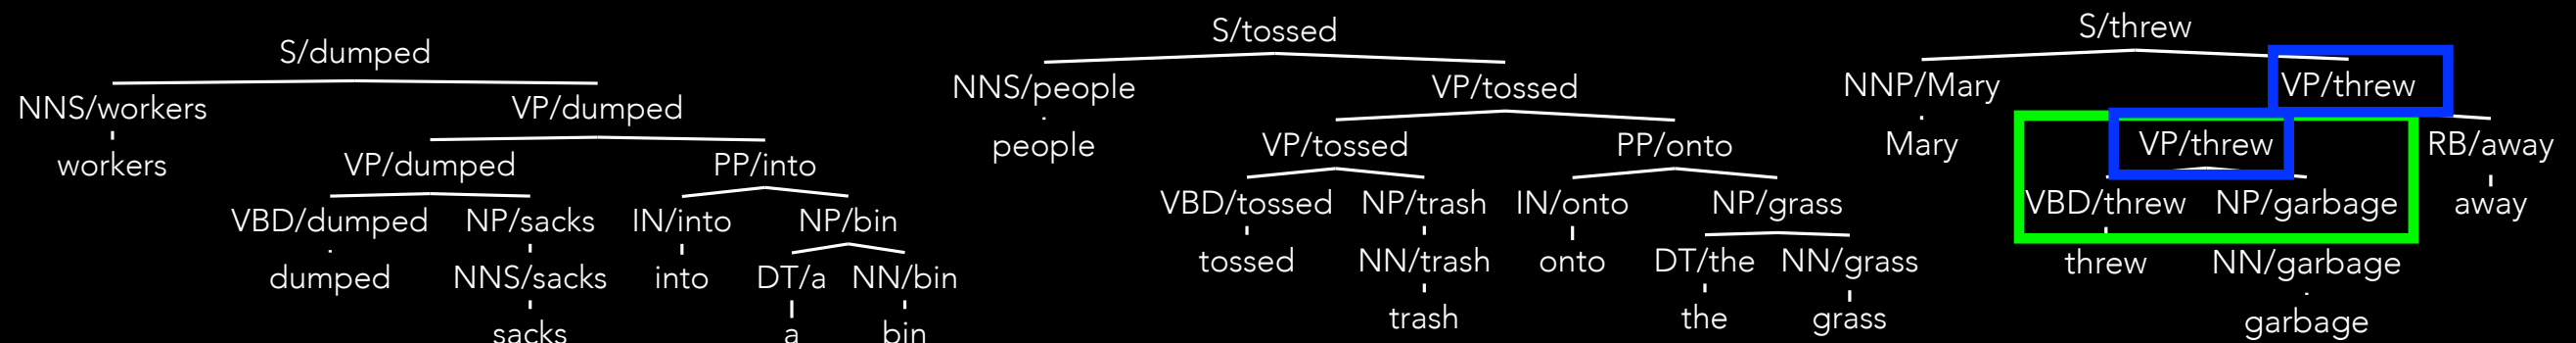 S/dumped
NNS/workers VP/dumped
workers VP/dumped PP/into
VBD/dumped NP/sacks IN/into NP/bin
dumped NNS/sacks into DT/a NN/bin
sacks a bin
S/tossed
NNS/people VP/tossed
people VP/tossed PP/onto
VBD/tossed NP/trash IN/onto NP/grass
tossed NN/trash onto DT/the NN/grass
trash the grass
S/threw
NNP/Mary VP/threw
Mary VP/threw RB/away
VBD/threw NP/garbage away
threw NN/garbage
garbage